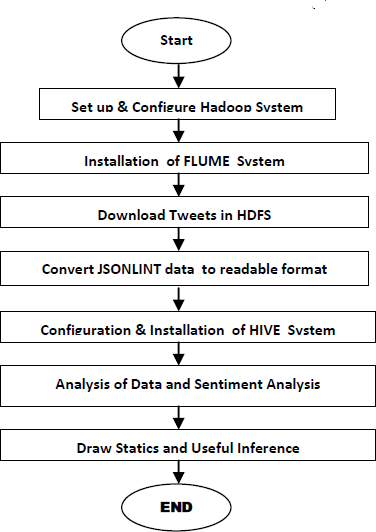 Start
Set up & Configure Hadoop System
Installation of FLUME System
Download Tweets in HDFS
Convert JSONLINT data to readable format
Configuration & Installation of HIVE System
Analysis of Data and Sentiment Analysis
Draw Statics and Useful Inference
END